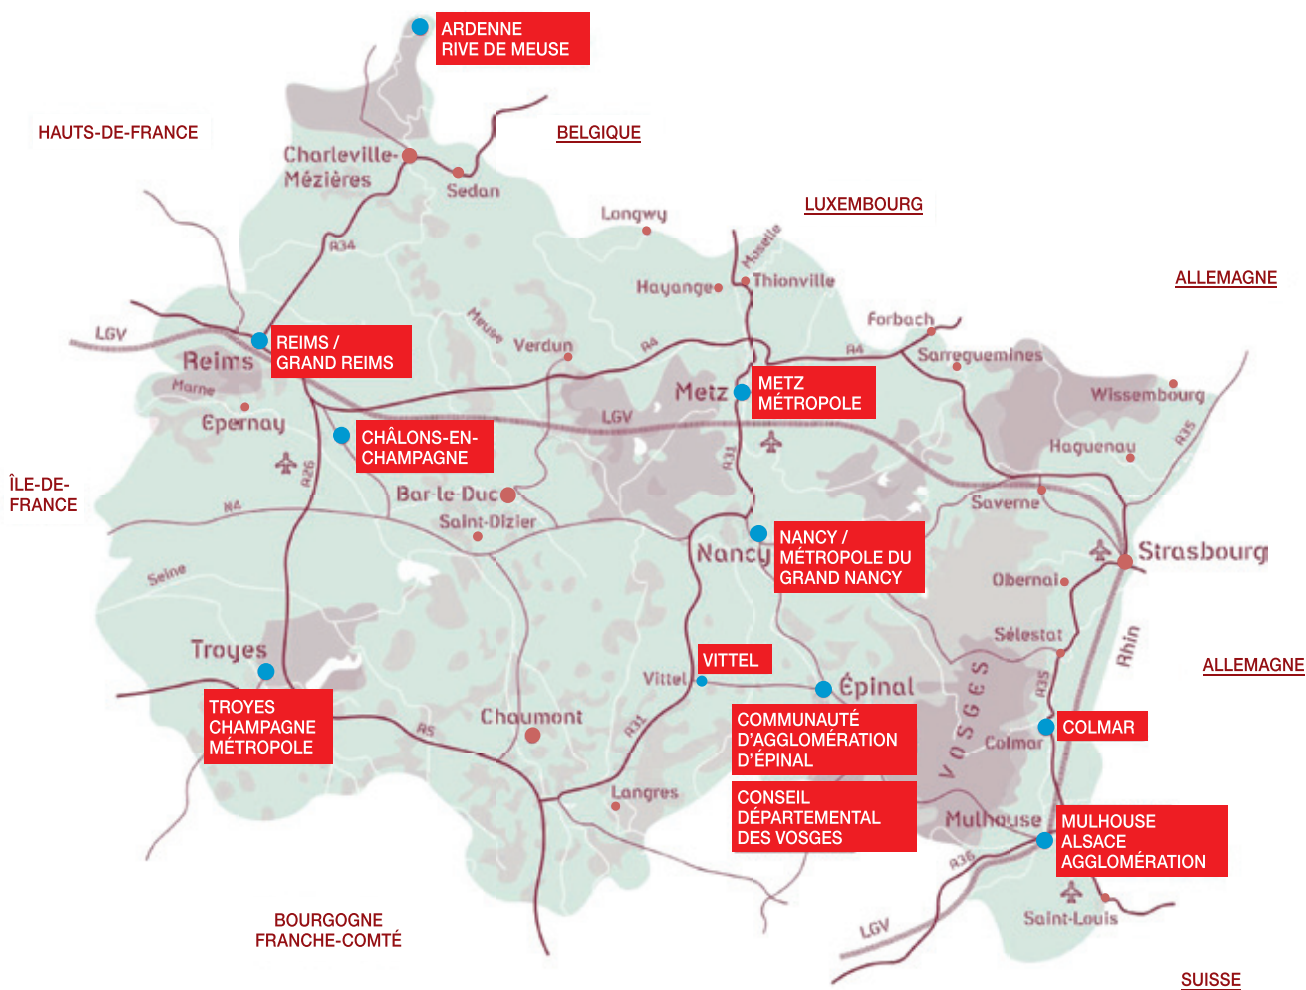 ARDENNE
RIVE DE MEUSE
HAUTS-DE-FRANCE
BELGIQUE
Charleville-
Mézières
Sedan
LUXEMBOURG
Longwy
A34
Moselle
Hayange
Thionville
ALLEMAGNE
LGV
REIMS /
GRAND REIMS
Reims
Meuse
Verdun
A4
A4
Forbach
Sarreguemines
Marne
Epernay
Metz
METZ
MÉTROPOLE
Wissembourg
LGV
CHÂLONS-EN-
CHAMPAGNE
A35
Haguenau
A26
A31
ÎLE-DE-
FRANCE
Bar le Duc
Saint-Dizier
N4
Saverne
Nancy
NANCY /
MÉTROPOLE DU
GRAND NANCY
Strasbourg
Seine
Obernai
Sélestat
Rhin
Troyes
VITTEL
Vittel
Épinal
VOSGES
A35
ALLEMAGNE
TROYES
CHAMPAGNE
MÉTROPOLE
A5
Chaumont
A31
COMMUNAUTÉ
D'AGGLOMÉRATION
D'ÉPINAL
COLMAR
Colmar
Langres
CONSEIL
DÉPARTEMENTAL
DES VOSGES
Mulhouse
MULHOUSE
ALSACE
AGGLOMÉRATION
A36
BOURGOGNE
FRANCHE-COMTÉ
LGV
Saint-Louis
SUISSE